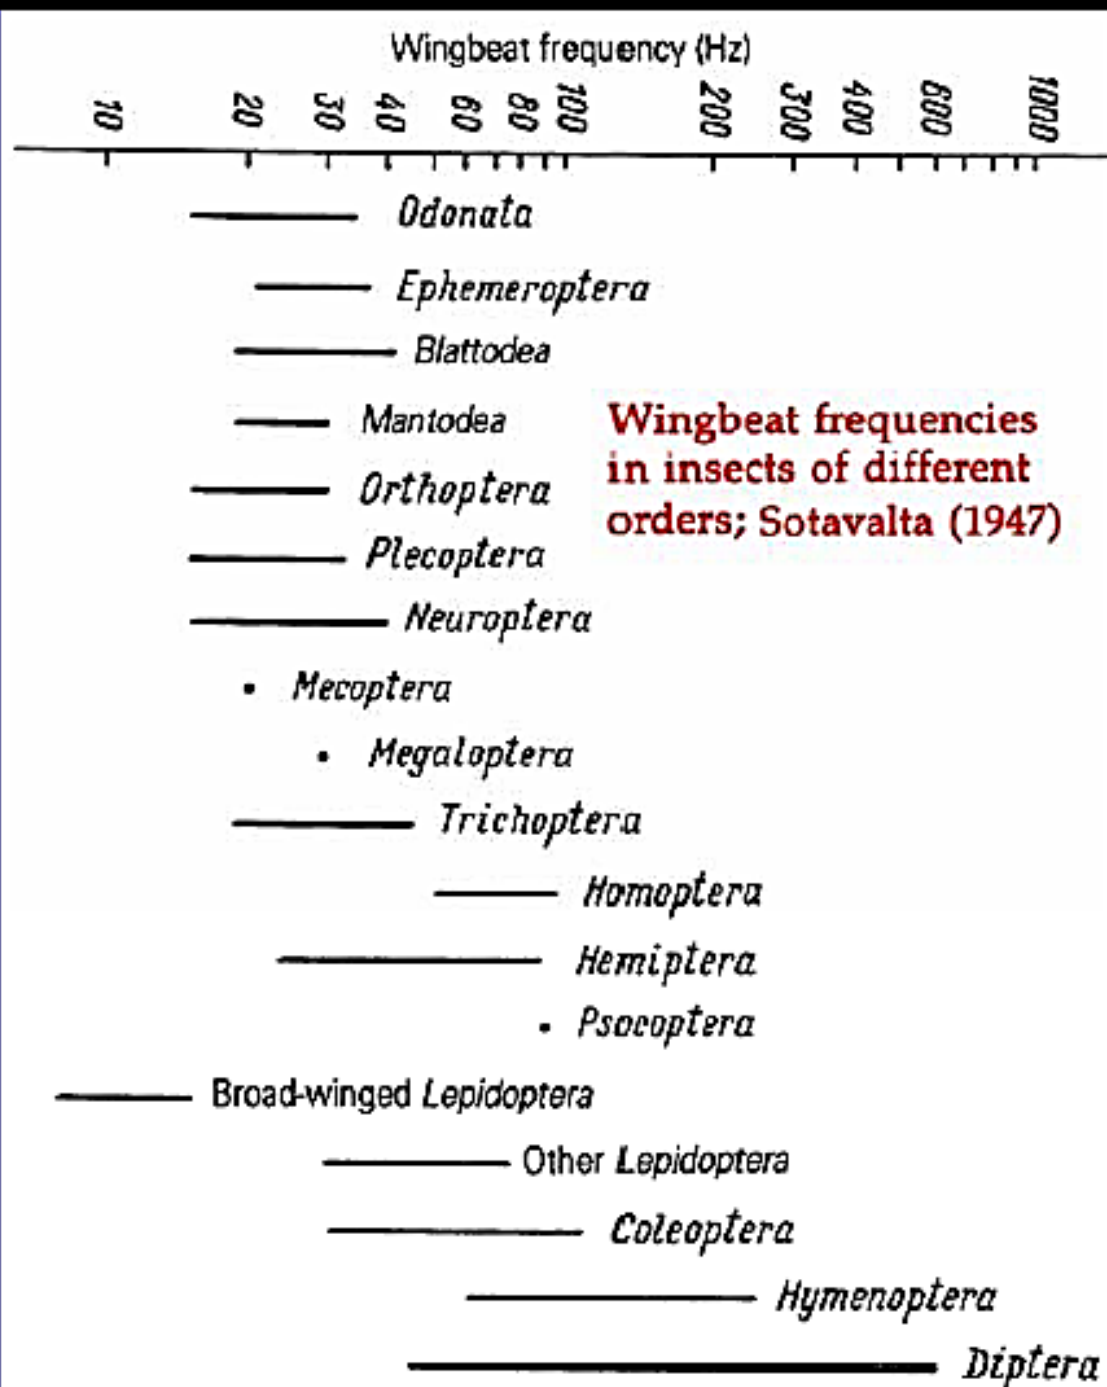 Wingbeat frequency (Hz)
10 20 30 40 60 80 100 200 300 400 600 1000
Odonata
Ephemeroptera
Blattodea
Mantodea
Wingbeat frequencies
in insects of different
orders; Sotavalta (1947)
Orthoptera
Plecoptera
Neuroptera
Mecoptera
Megaloptera
Trichoptera
Homoptera
Hemiptera
Psocoptera
Broad-winged Lepidoptera
Other Lepidoptera
Coleoptera
Hymenoptera
Diptera